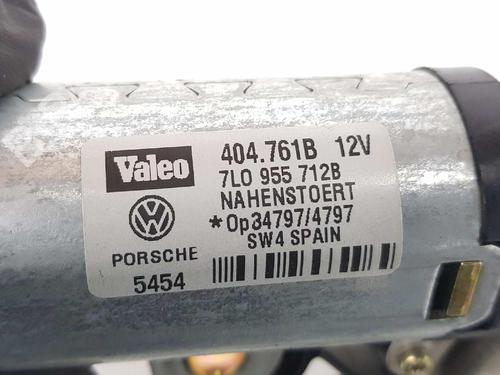 Valeo
404.761B 12V
7L0 955 712B
NAHENSTOERT
*Op34797/4797
SW4 SPAIN
PORSCHE
5454